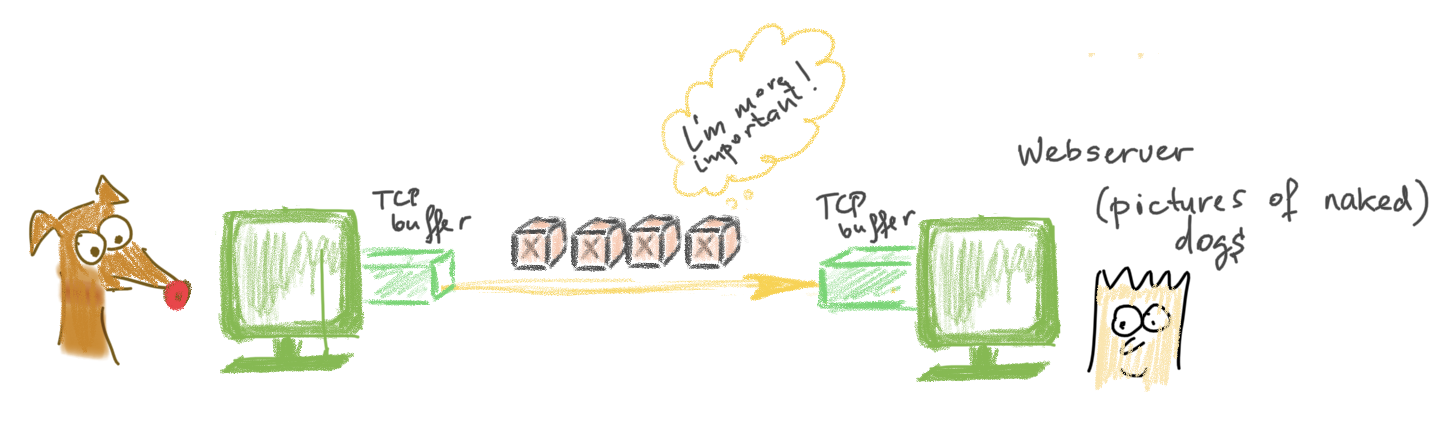 I'm more
important!
TCP
buffer
TCP
buffer
Webserver
(pictures of naked)
dogs
X X X X